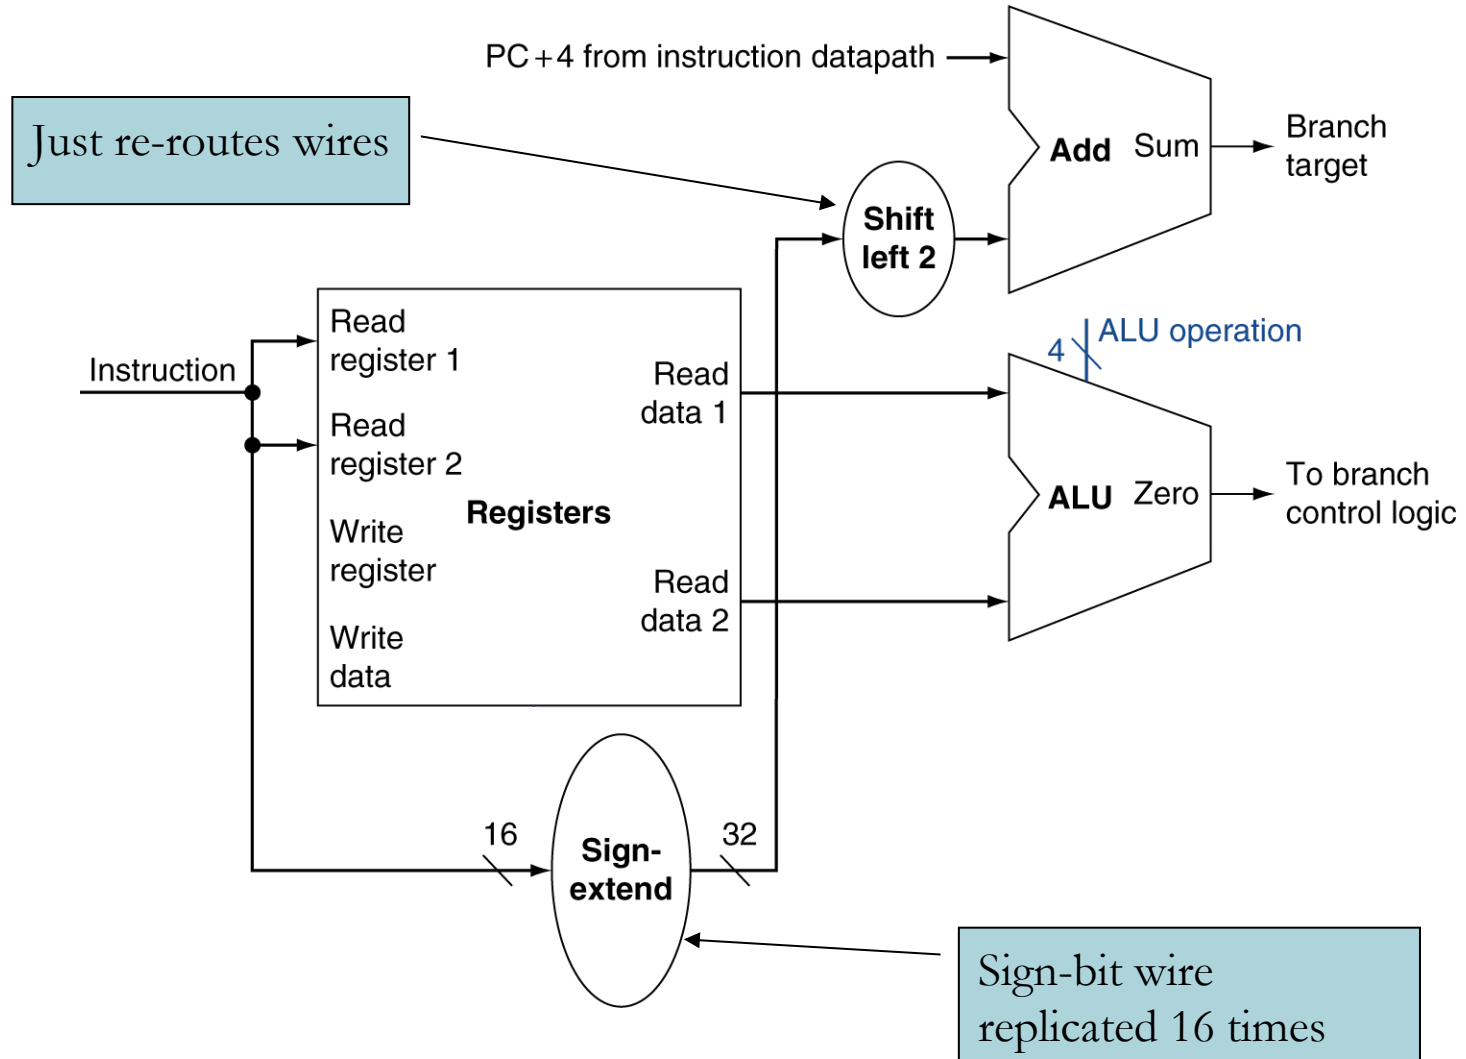 PC+4 from instruction datapath
Just re-routes wires
Add Sum
Branch
target
Shift
left 2
4
ALU operation
Instruction
Read
register 1
Read
data 1
Read
register 2
Registers
ALU Zero
To branch
control logic
Write
register
Read
data 2
Write
data
16
32
Sign-
extend
Sign-bit wire
replicated 16 times